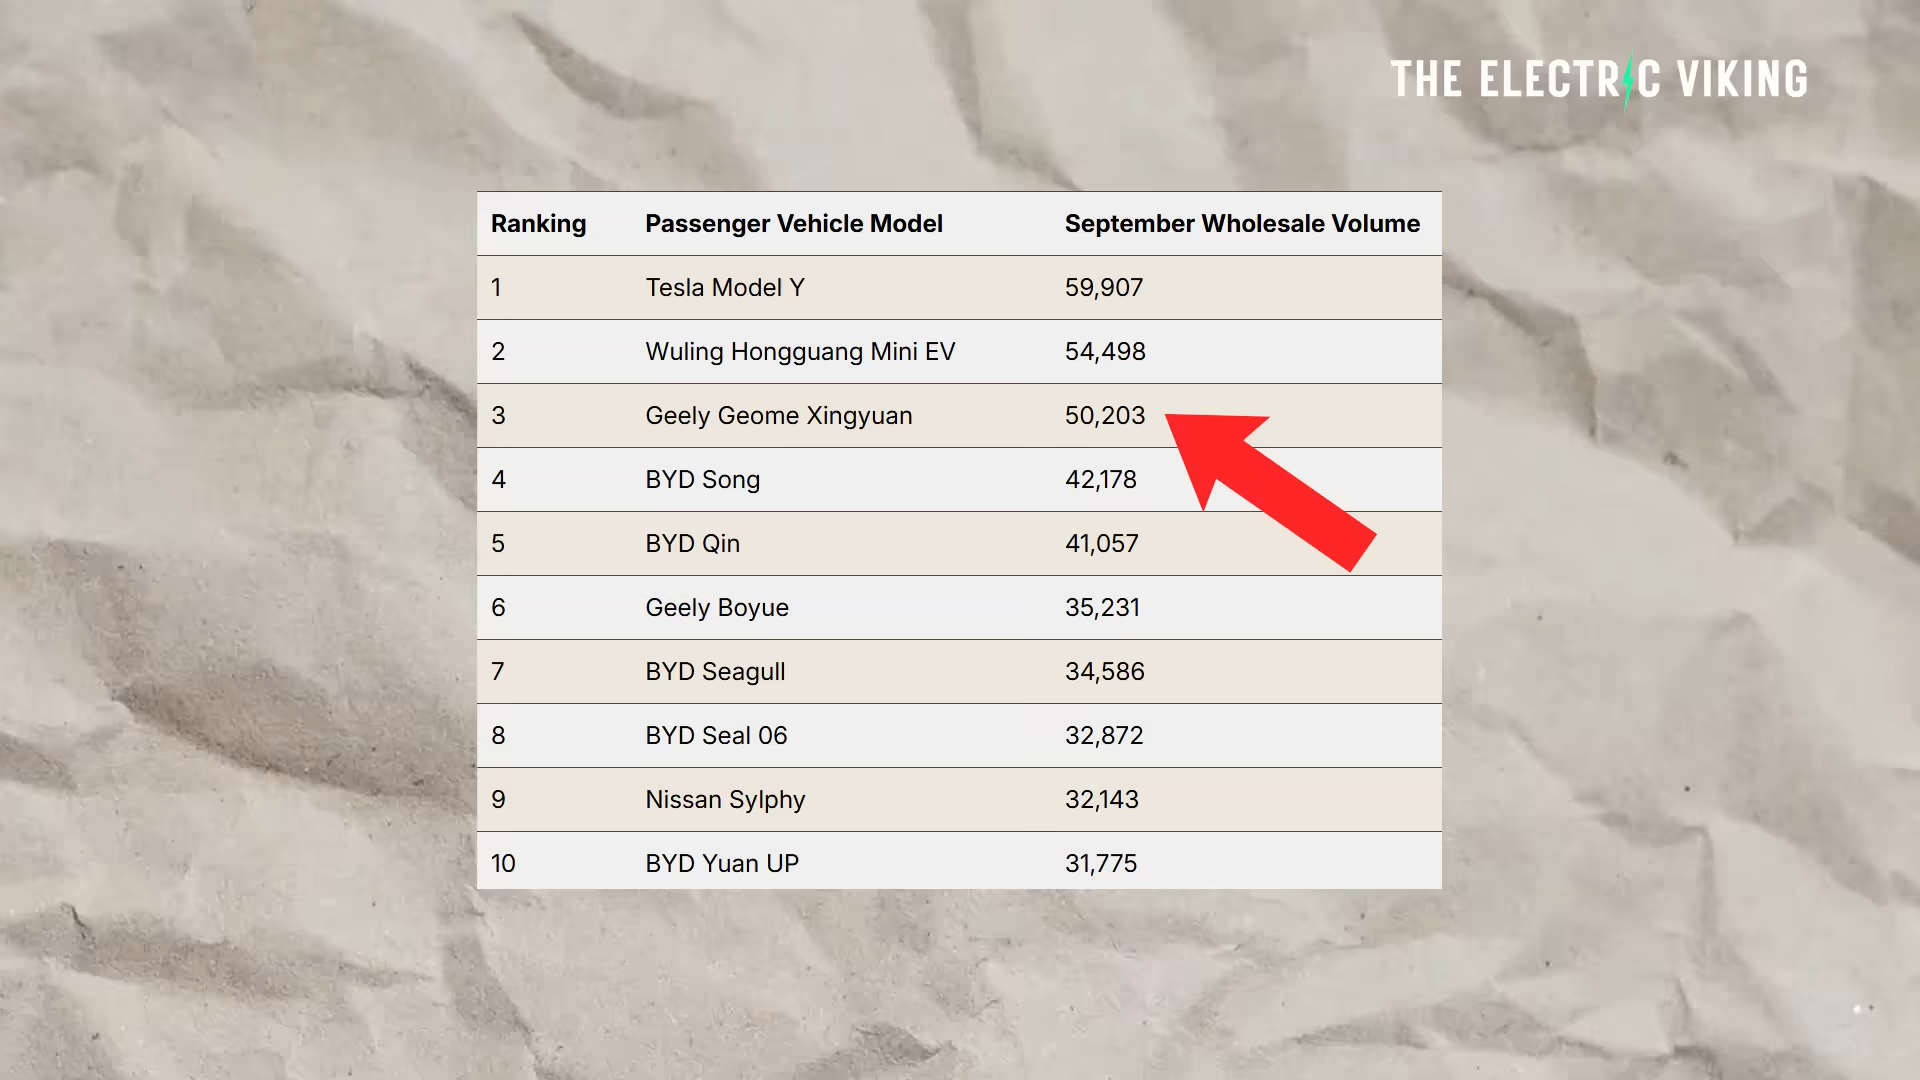 THE ELECTRIC VIKING
Ranking Passenger Vehicle Model September Wholesale Volume
1 Tesla Model Y 59,907
2 Wuling Hongguang Mini EV 54,498
3 Geely Geome Xingyuan 50,203
4 BYD Song 42,178
5 BYD Qin 41,057
6 Geely Boyue 35,231
7 BYD Seagull 34,586
8 BYD Seal 06 32,872
9 Nissan Sylphy 32,143
10 BYD Yuan UP 31,775